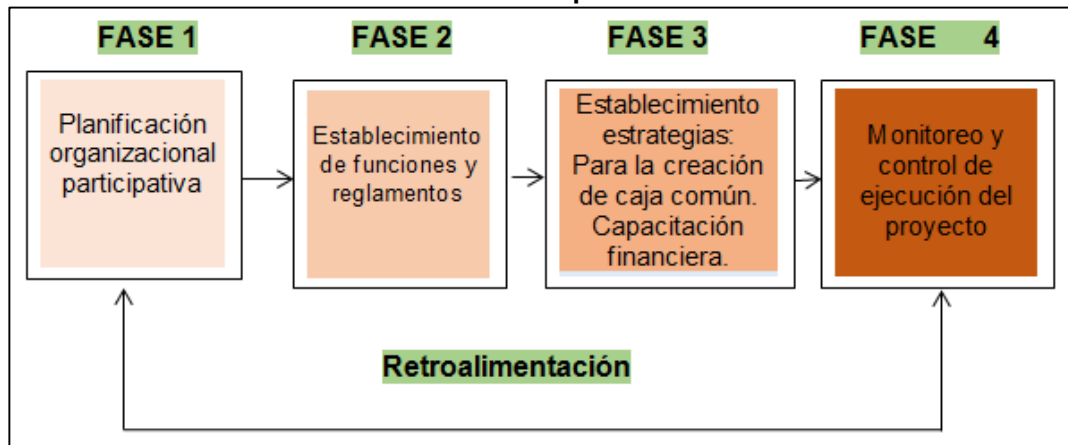 FASE 1
FASE 2
FASE 3
FASE 4
Planificación
organizacional
participativa
Establecimiento
de funciones y
reglamentos
Establecimiento
estrategias:
Para la creación
de caja común.
Capacitación
financiera.
Monitoreo y
control de
ejecución del
proyecto
Retroalimentación